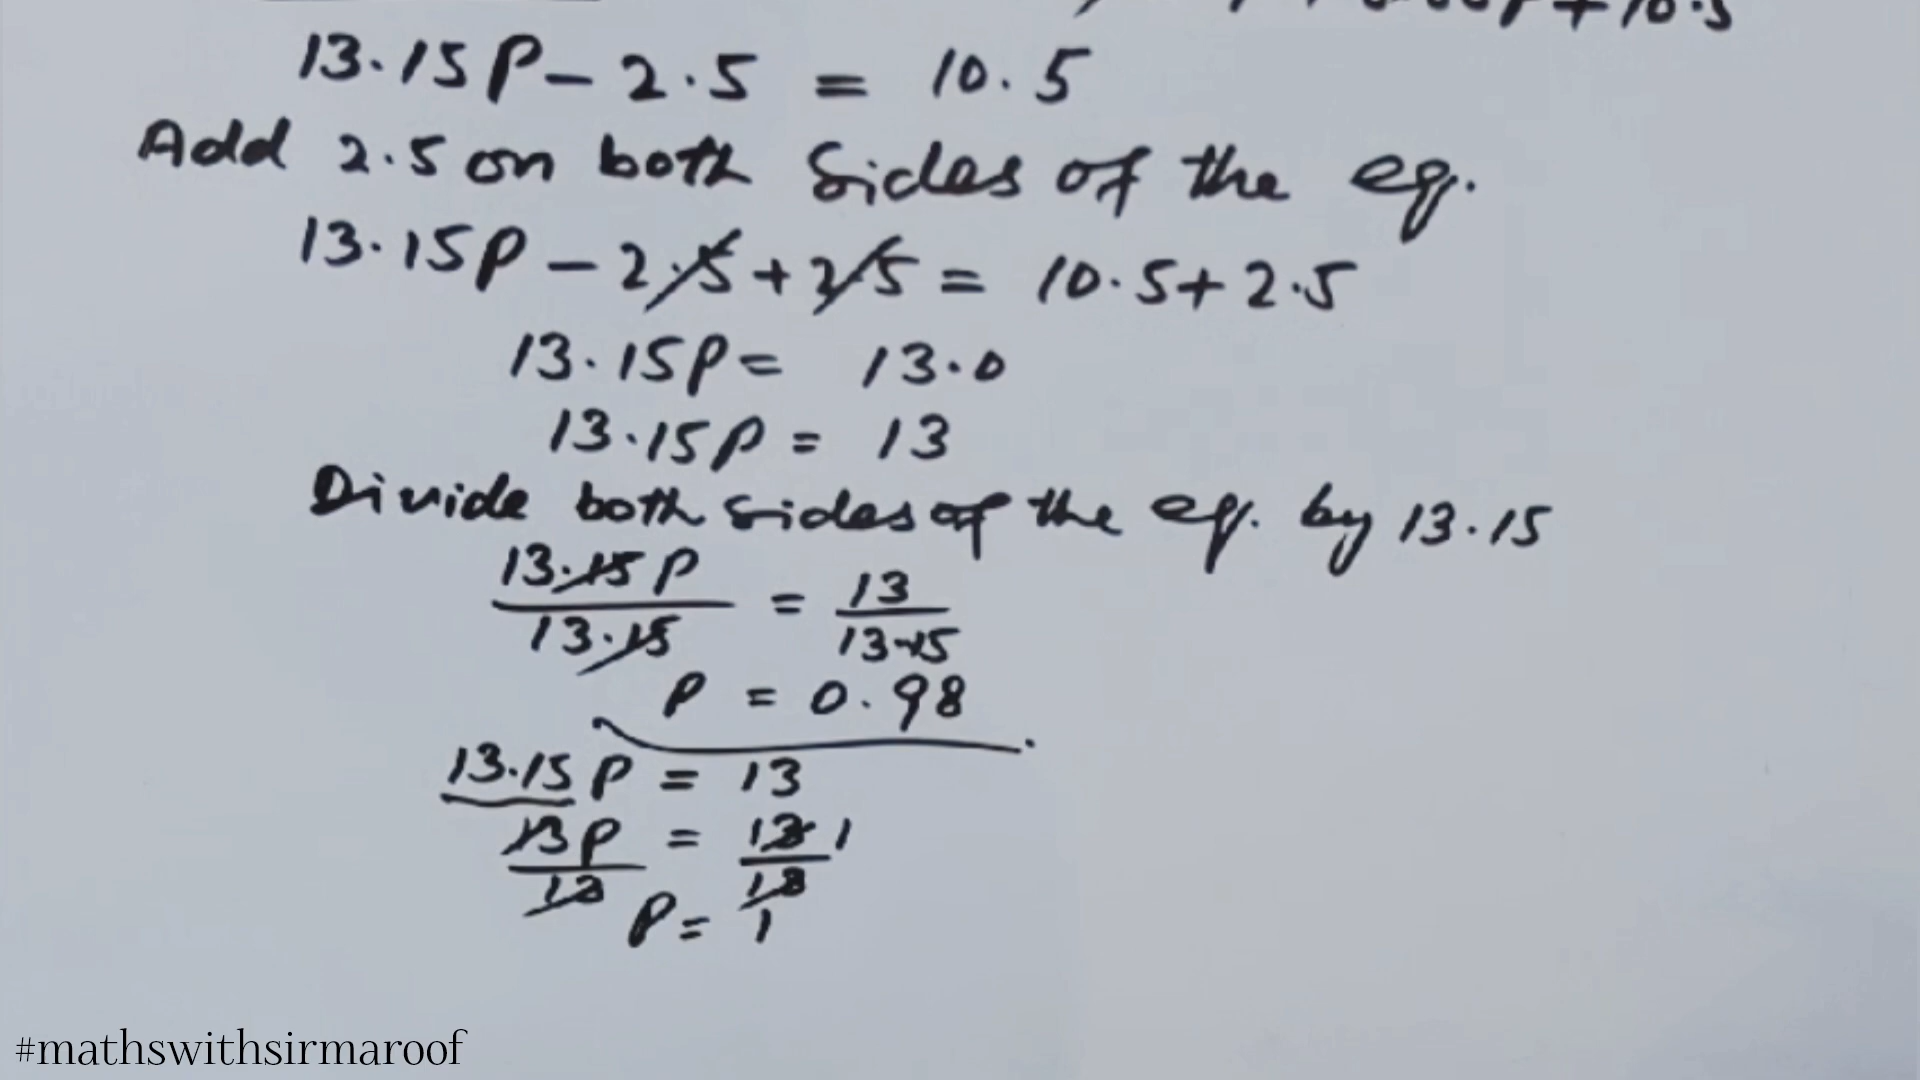 +10.5
13.15P - 2.5 = 10.5
Add 2.5 on both Sides of the eq.
13.15P - 2.5 + 2.5 = 10.5 + 2.5
13.15P = 13.0
13.15P = 13
Divide both sides of the eq. by 13.15
13.15P/13.15 = 13/13.15
P = 0.98
13.15P = 13
13P/13 = 13/13 1
P = 1
#mathswithsirmaroof